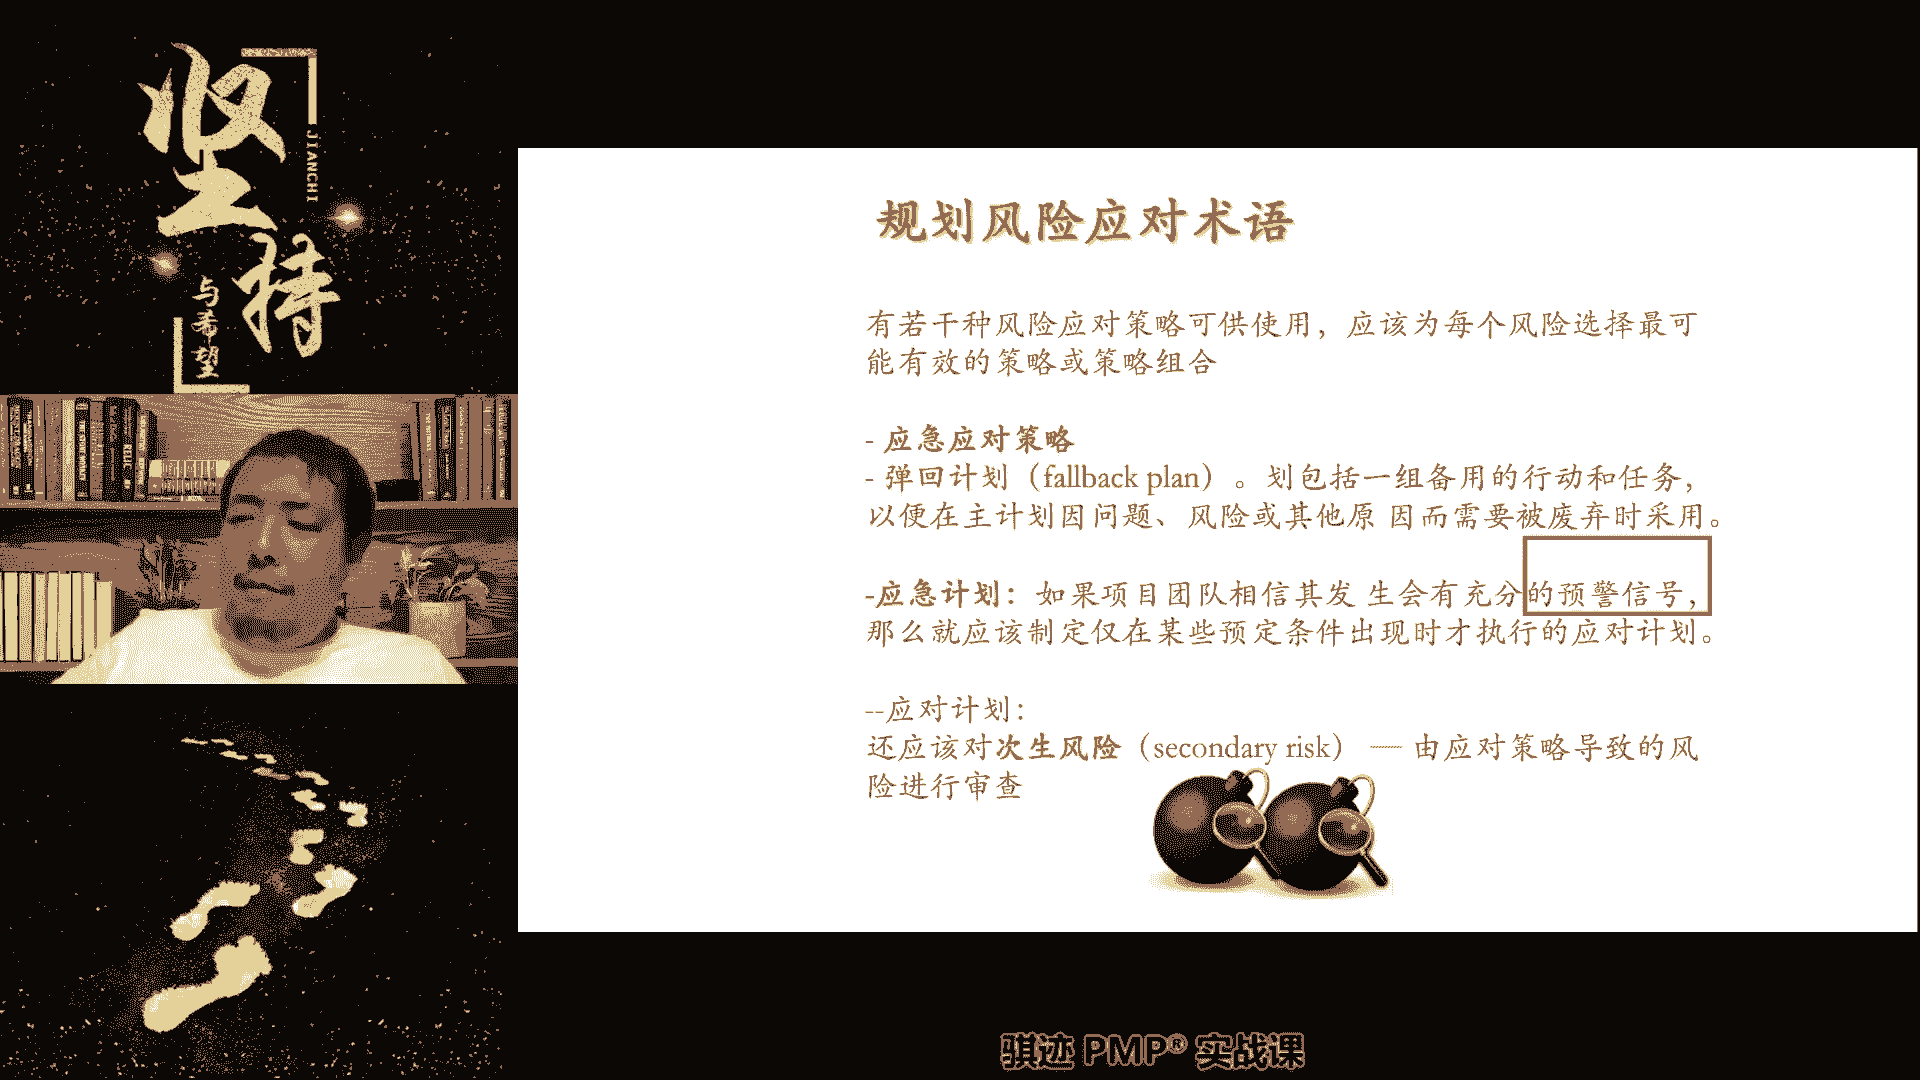 坚持
JIANCHI
与希望
规划风险应对术语
有若干种风险应对策略可供使用，应该为每个风险选择最可
能有效的策略或策略组合
- 应急应对策略
- 弹回计划（fallback plan）。划包括一组备用的行动和任务，
以便在主计划因问题、风险或其他原 因而需要被废弃时采用。
-应急计划：如果项目团队相信其发 生会有充分的预警信号，
那么就应该制定仅在某些预定条件出现时才执行的应对计划。
--应对计划：
还应该对次生风险（secondary risk） — 由应对策略导致的风
险进行审查
骐迹 PMP® 实战课